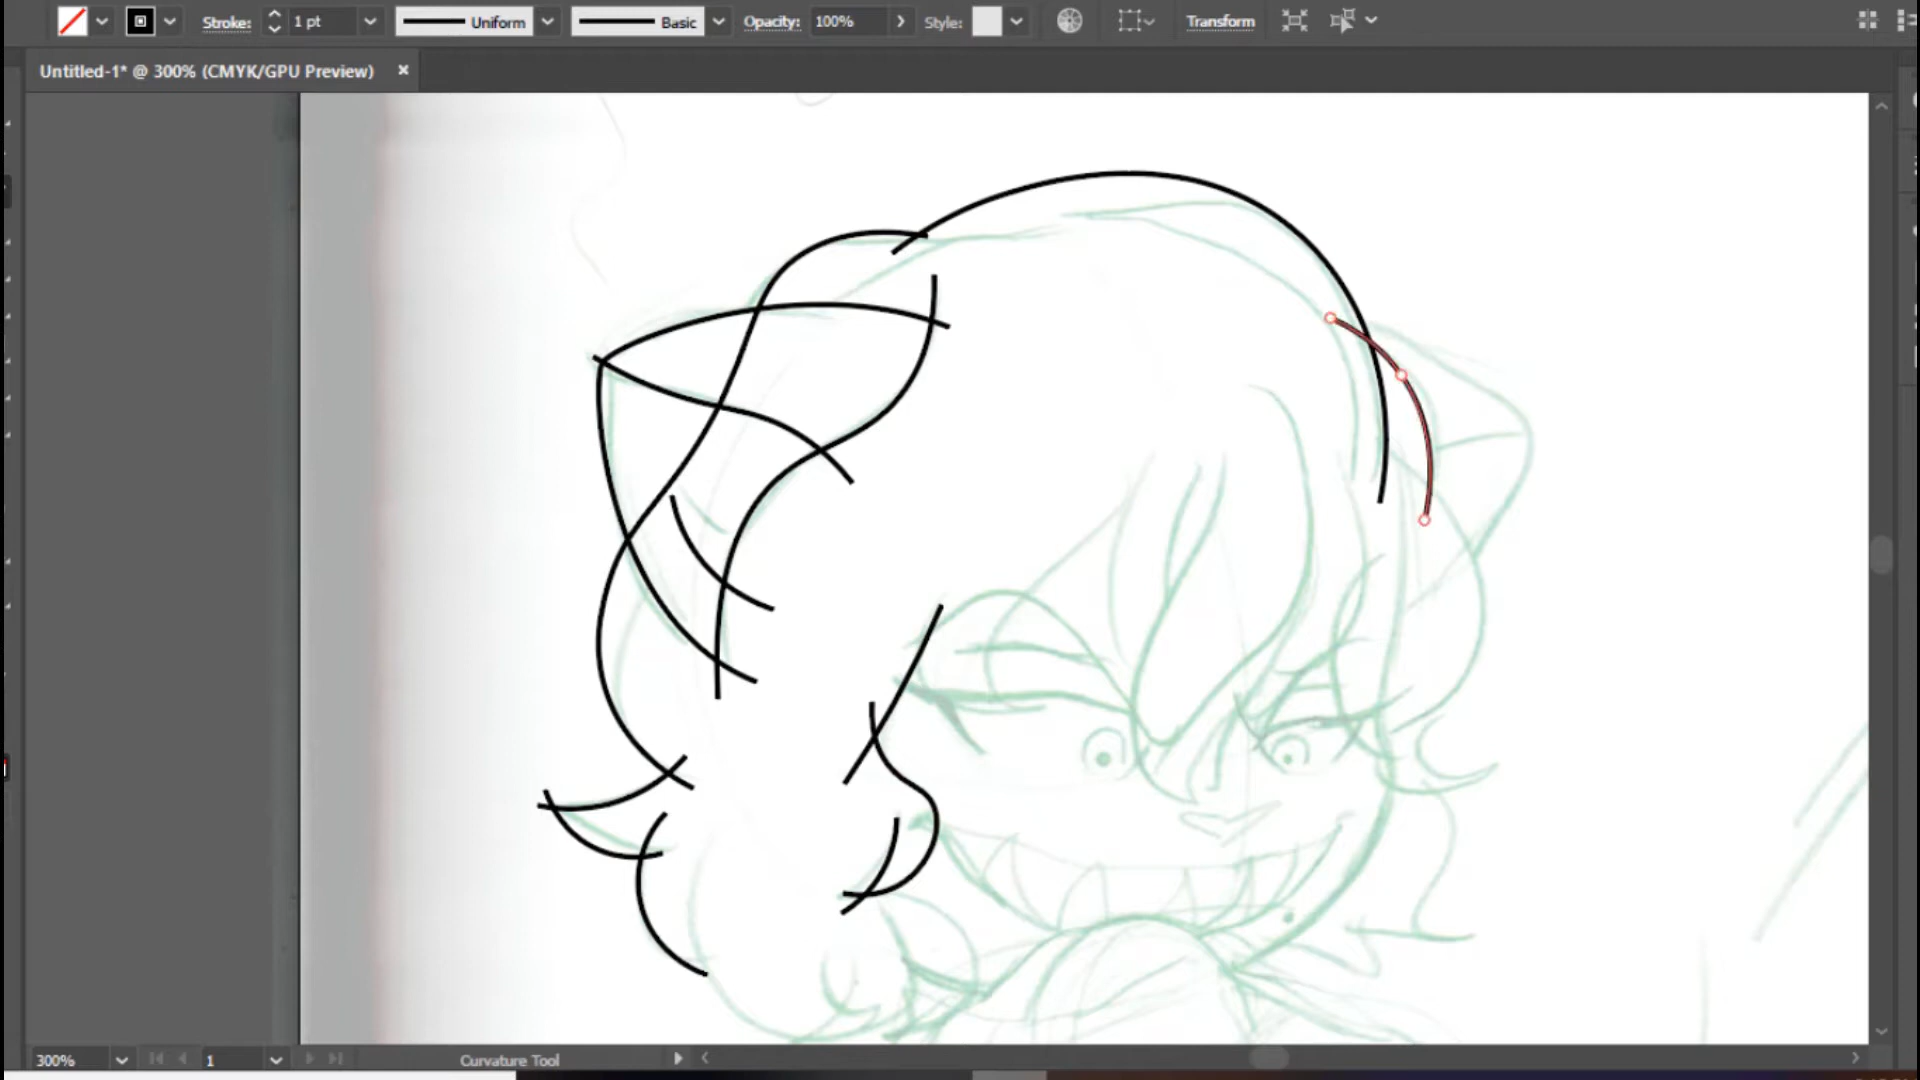 Stroke: 1 pt Uniform Basic Opacity: 100% Style: Transform
Untitled-1* @ 300% (CMYK/GPU Preview) ×
300% 1 Curvature Tool